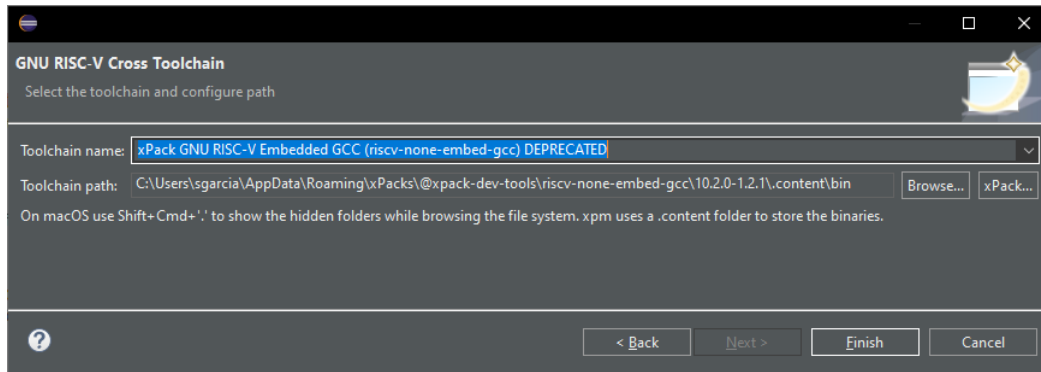 GNU RISC-V Cross Toolchain
Select the toolchain and configure path
Toolchain name: xPack GNU RISC-V Embedded GCC (riscv-none-embed-gcc) DEPRECATED
Toolchain path: C:\Users\sgarcia\AppData\Roaming\xPacks\@xpack-dev-tools\riscv-none-embed-gcc\10.2.0-1.2.1\.content\bin Browse... xPack...
On macOS use Shift+Cmd+'.' to show the hidden folders while browsing the file system. xpm uses a .content folder to store the binaries.
? < Back Next > Finish Cancel